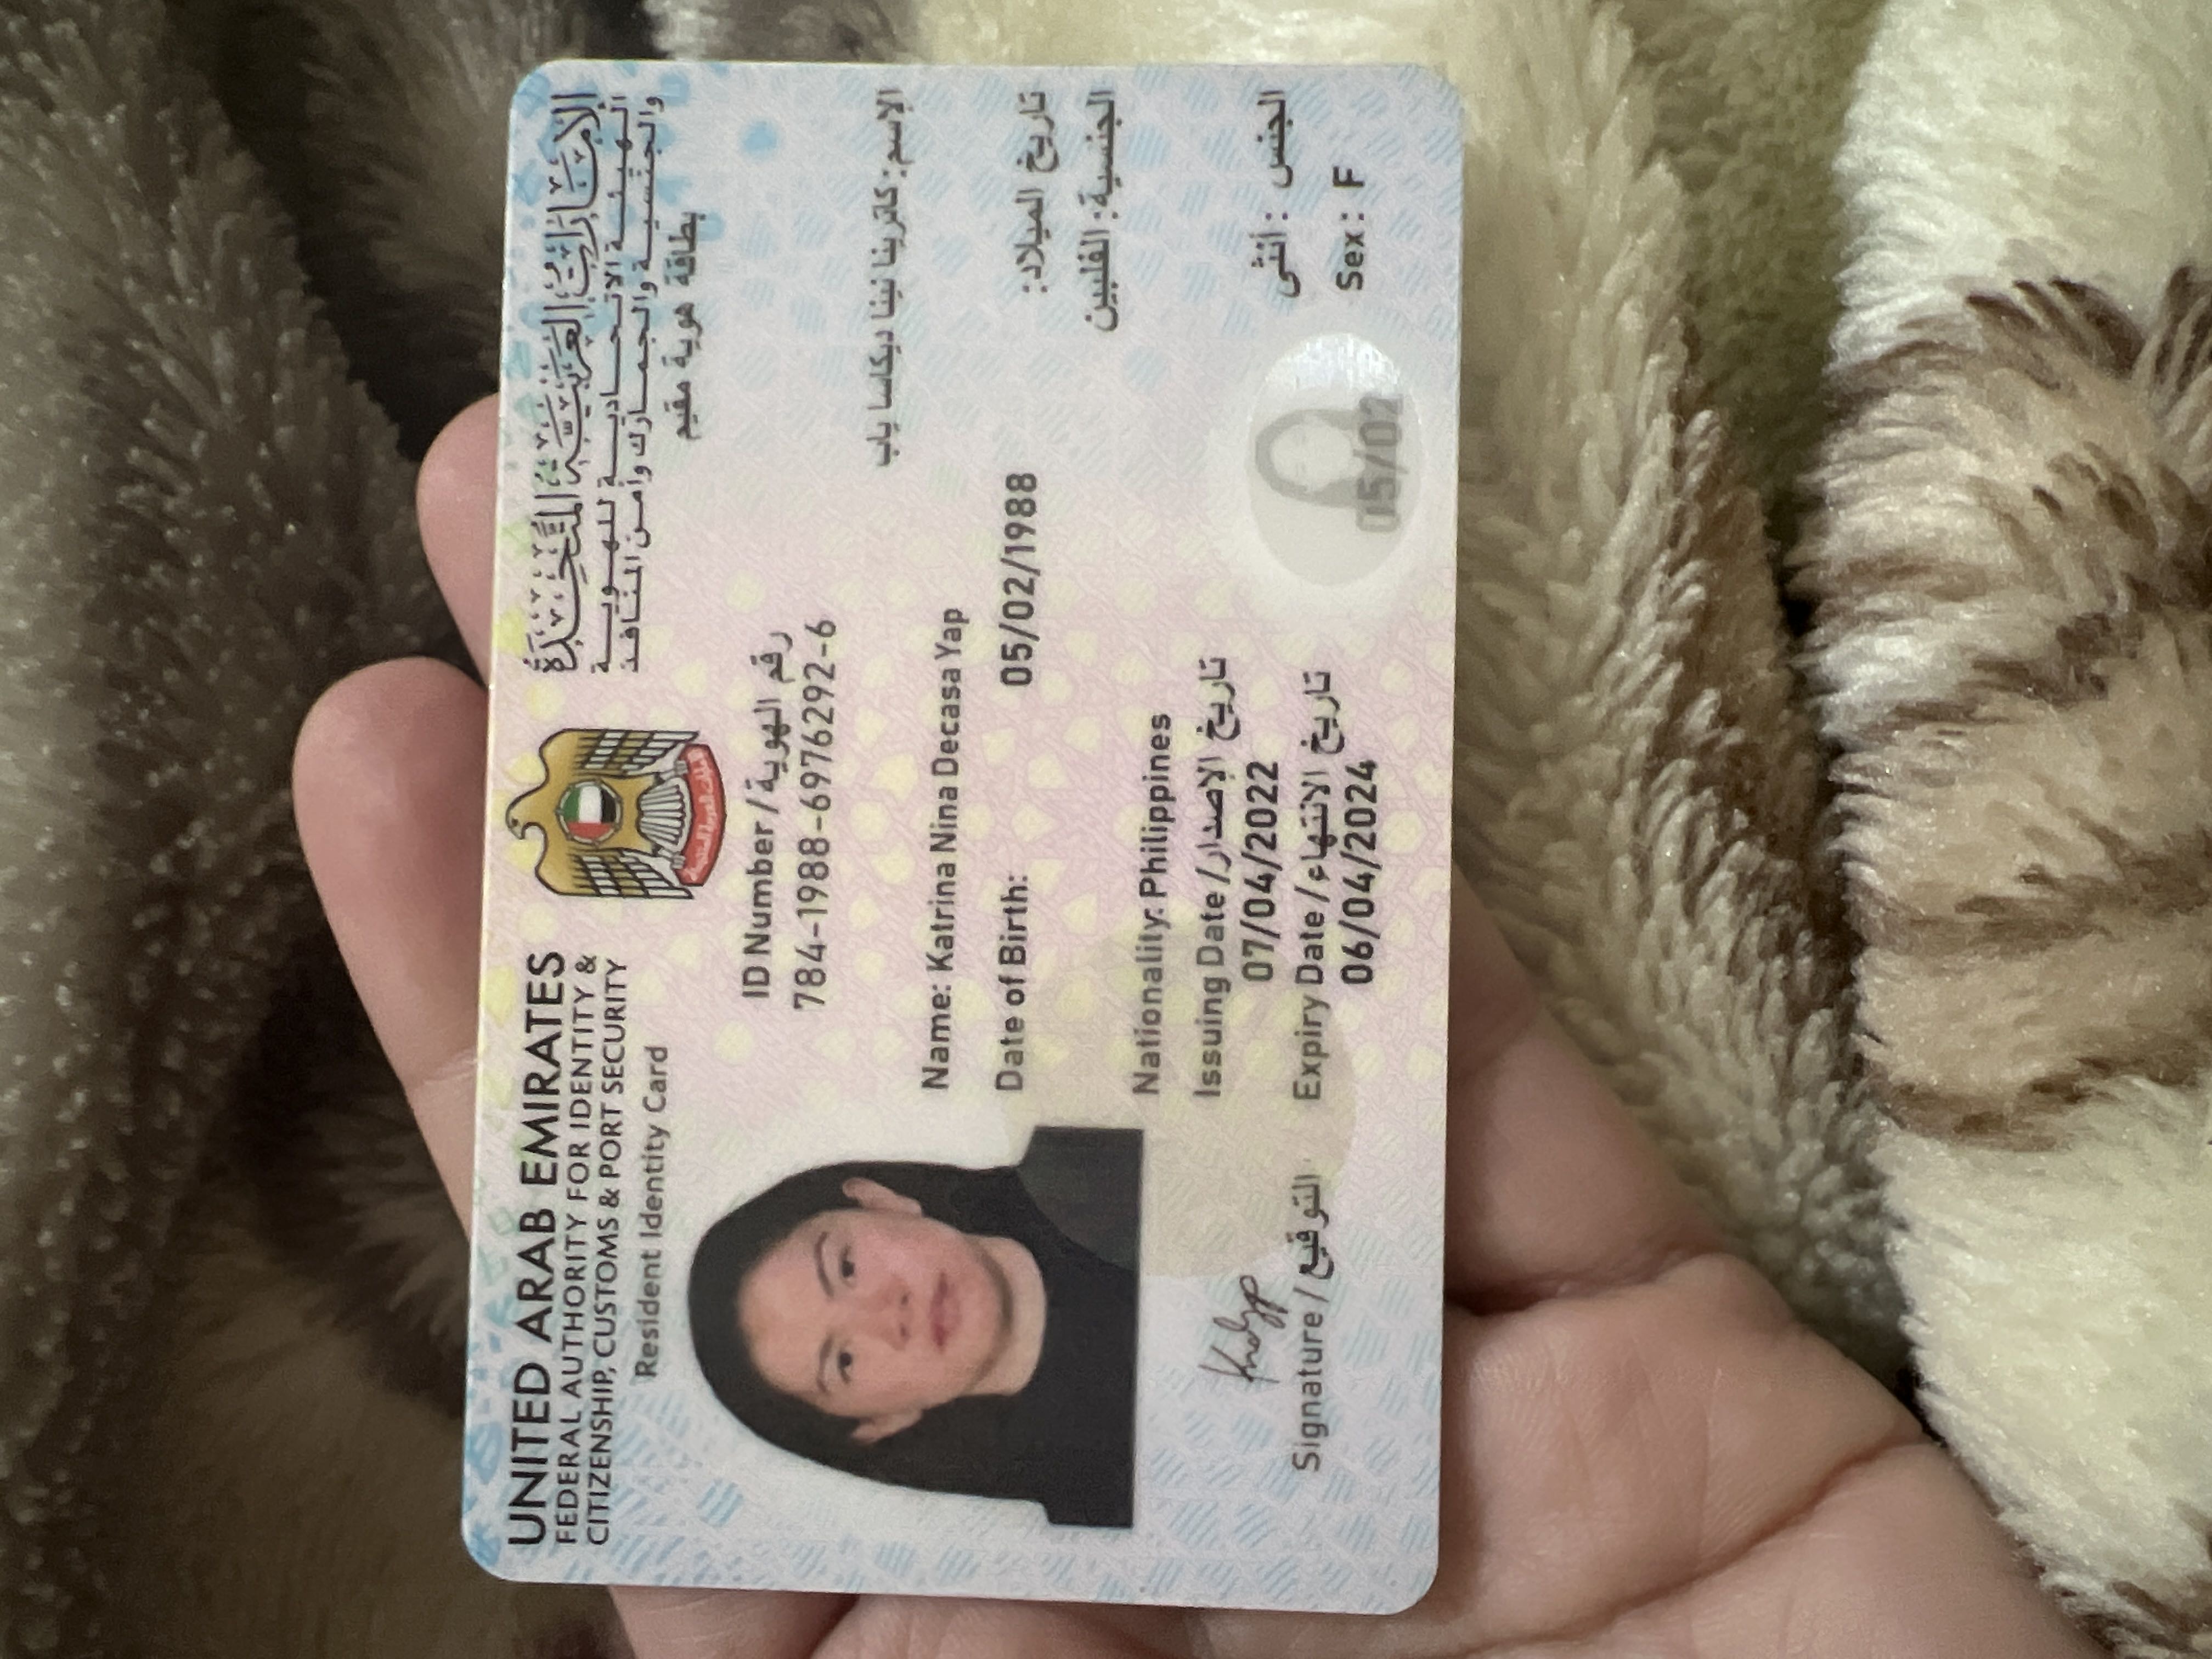 UNITED ARAB EMIRATES
FEDERAL AUTHORITY FOR IDENTITY &
CITIZENSHIP, CUSTOMS & PORT SECURITY
Resident Identity Card
الإمارات العربية المتحدة
الهيئة الاتحادية للهوية
والجنسية والجمارك وأمن المنافذ
بطاقة هوية مقيم
الإمارات العربية المتحدة
ID Number / رقم الهوية
784-1988-6976292-6
الإسم: كاترينا نينا ديكاسا ياب
Name: Katrina Nina Decasa Yap
Date of Birth: 05/02/1988 تاريخ الميلاد:
الجنسية: الفلبين
Nationality: Philippines
Issuing Date / تاريخ الإصدار
07/04/2022
Expiry Date / تاريخ الانتهاء
06/04/2024
Signature / التوقيع
الجنس : أنثى
Sex : F
05/02